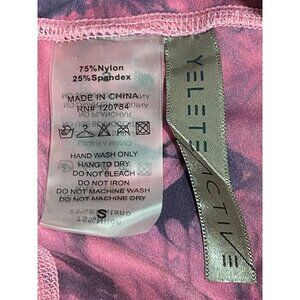 75%Nylon
25%Spandex
MADE IN CHINA
RN# 120784
HAND WASH ONLY
HANG TO DRY
DO NOT BLEACH
DO NOT IRON
DO NOT MACHINE WASH
DO NOT MACHINE DRY
S
YELETE
ACTIVE